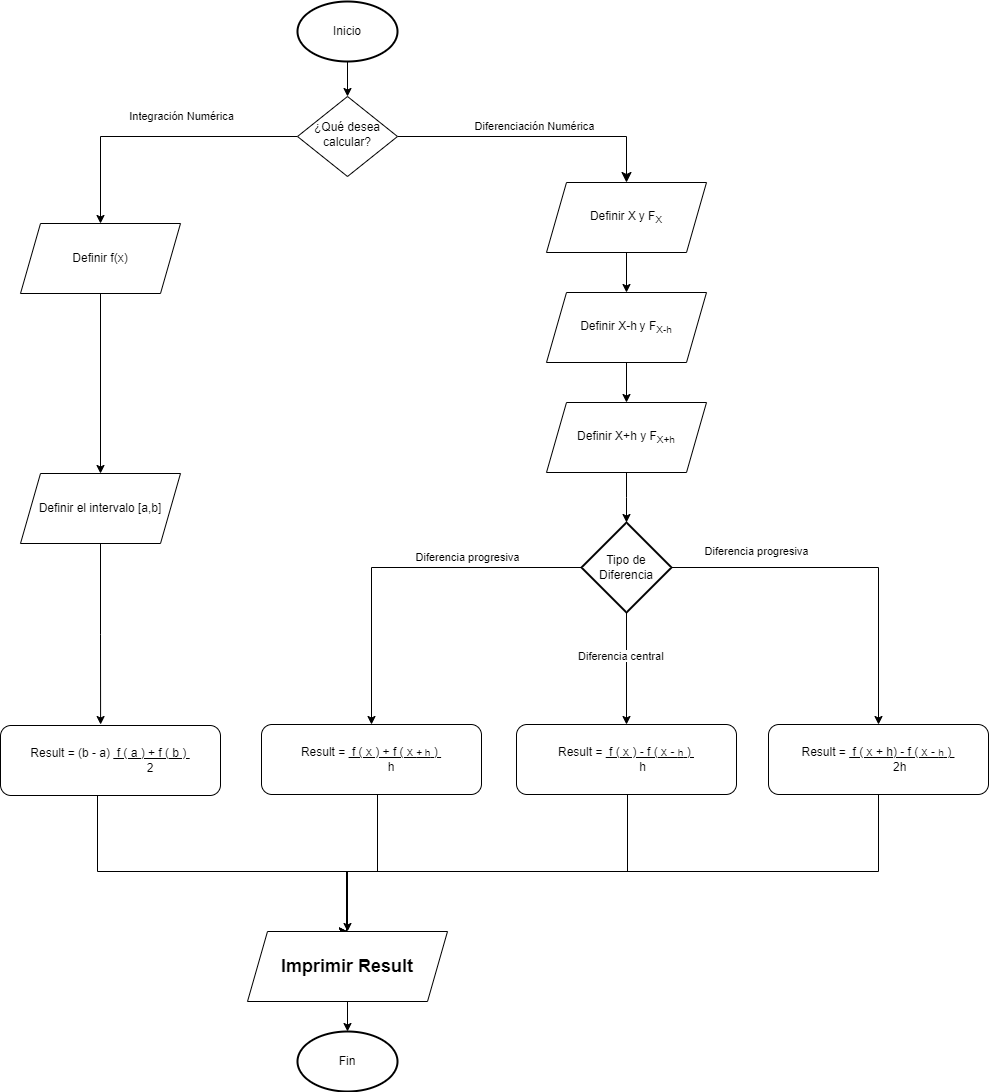 Inicio
¿Qué desea
calcular?
Integración Numérica
Diferenciación Numérica
Definir X y Fx
Definir f(x)
Definir X-h y Fx-h
Definir X+h y Fx+h
Definir el intervalo [a,b]
Tipo de
Diferencia
Diferencia progresiva
Diferencia progresiva
Diferencia central
Result = (b - a) f ( a ) + f ( b )
2
Result = f ( x ) + f ( x + h )
h
Result = f ( x ) - f ( x - h )
h
Result = f ( x + h) - f ( x - h )
2h
Imprimir Result
Fin